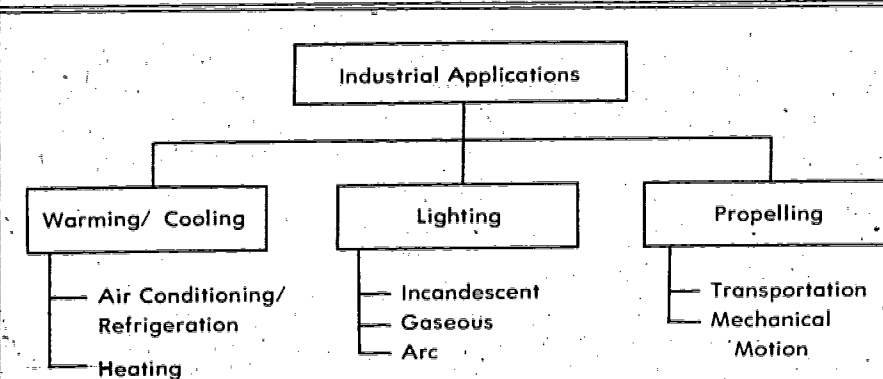 Industrial Applications
Warming/ Cooling
Air Conditioning/
Refrigeration
Heating
Lighting
Incandescent
Gaseous
Arc
Propelling
Transportation
Mechanical
Motion